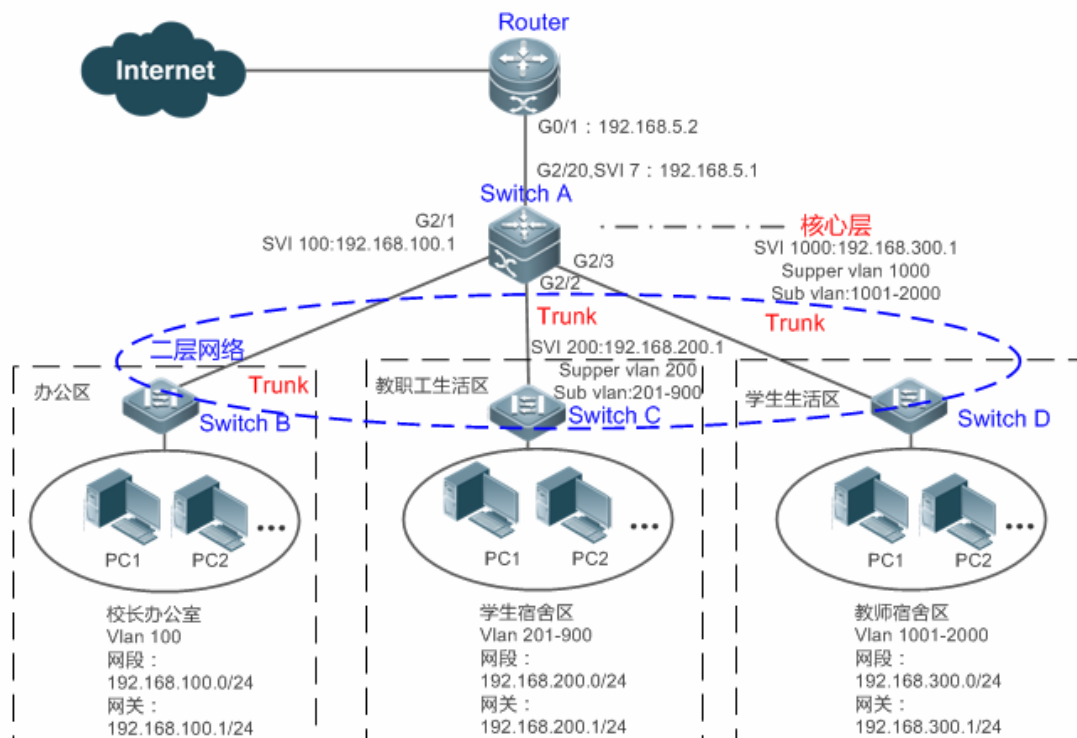 Router
Internet
G0/1：192.168.5.2
G2/20,SVI 7：192.168.5.1
Switch A
G2/1
SVI 100:192.168.100.1
核心层
SVI 1000:192.168.300.1
Supper vlan 1000
Sub vlan:1001-2000
G2/3
G2/2
Trunk
Trunk
二层网络
SVI 200:192.168.200.1
Supper vlan 200
Sub vlan:201-900
办公区
Trunk
教职工生活区
学生生活区
Switch B
Switch C
Switch D
PC1
PC2
...
PC1
PC2
...
PC1
PC2
...
校长办公室
Vlan 100
网段：
192.168.100.0/24
网关：
192.168.100.1/24
学生宿舍区
Vlan 201-900
网段：
192.168.200.0/24
网关：
192.168.200.1/24
教师宿舍区
Vlan 1001-2000
网段：
192.168.300.0/24
网关：
192.168.300.1/24